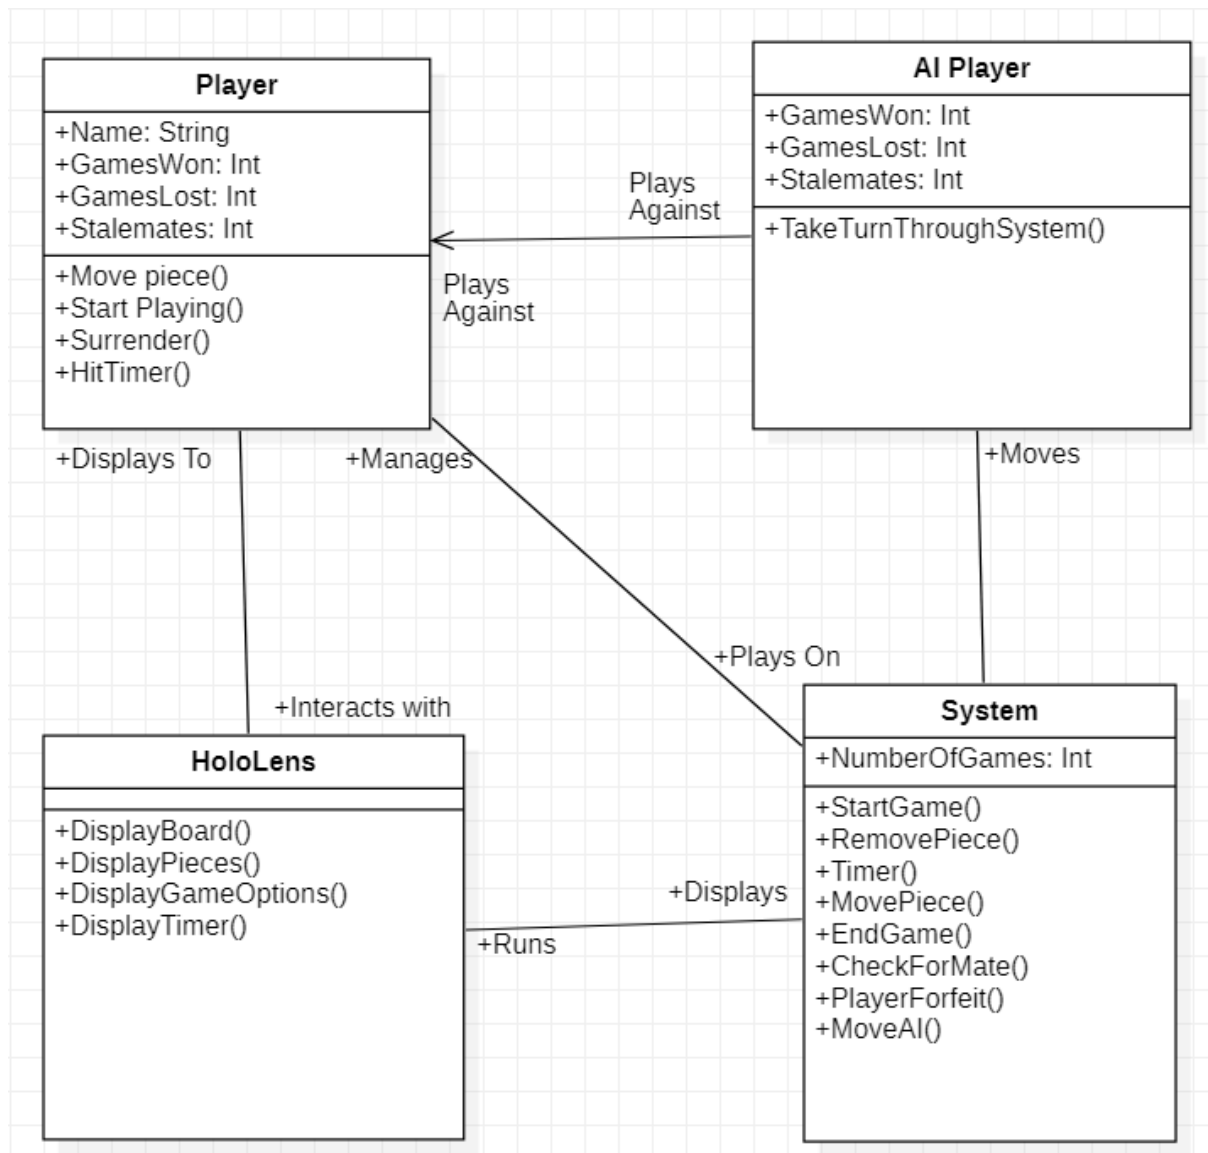 Player
+Name: String
+GamesWon: Int
+GamesLost: Int
+Stalemates: Int
+Move piece()
+Start Playing()
+Surrender()
+HitTimer()
Plays
Against
Plays
Against
AI Player
+GamesWon: Int
+GamesLost: Int
+Stalemates: Int
+TakeTurnThroughSystem()
+Displays To
+Manages
+Moves
+Plays On
+Interacts with
HoloLens
+DisplayBoard()
+DisplayPieces()
+DisplayGameOptions()
+DisplayTimer()
+Displays
+Runs
System
+NumberOfGames: Int
+StartGame()
+RemovePiece()
+Timer()
+MovePiece()
+EndGame()
+CheckForMate()
+PlayerForfeit()
+MoveAI()